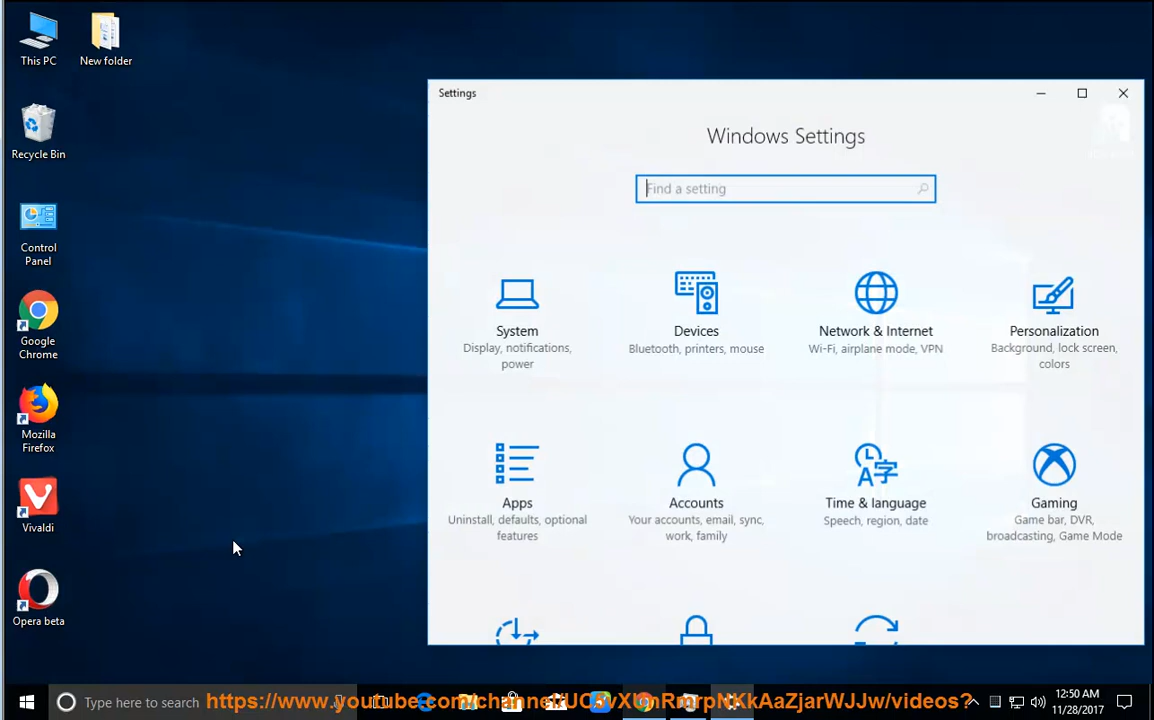 This PC
New folder
Recycle Bin
Control
Panel
Google
Chrome
Mozilla
Firefox
Vivaldi
Opera beta
Settings
Windows Settings
Find a setting
System
Display, notifications,
power
Devices
Bluetooth, printers, mouse
Network & Internet
Wi-Fi, airplane mode, VPN
Personalization
Background, lock screen,
colors
Apps
Uninstall, defaults, optional
features
Accounts
Your accounts, email, sync,
work, family
Time & language
Speech, region, date
Gaming
Game bar, DVR,
broadcasting, Game Mode
Type here to search
12:50 AM
11/28/2017